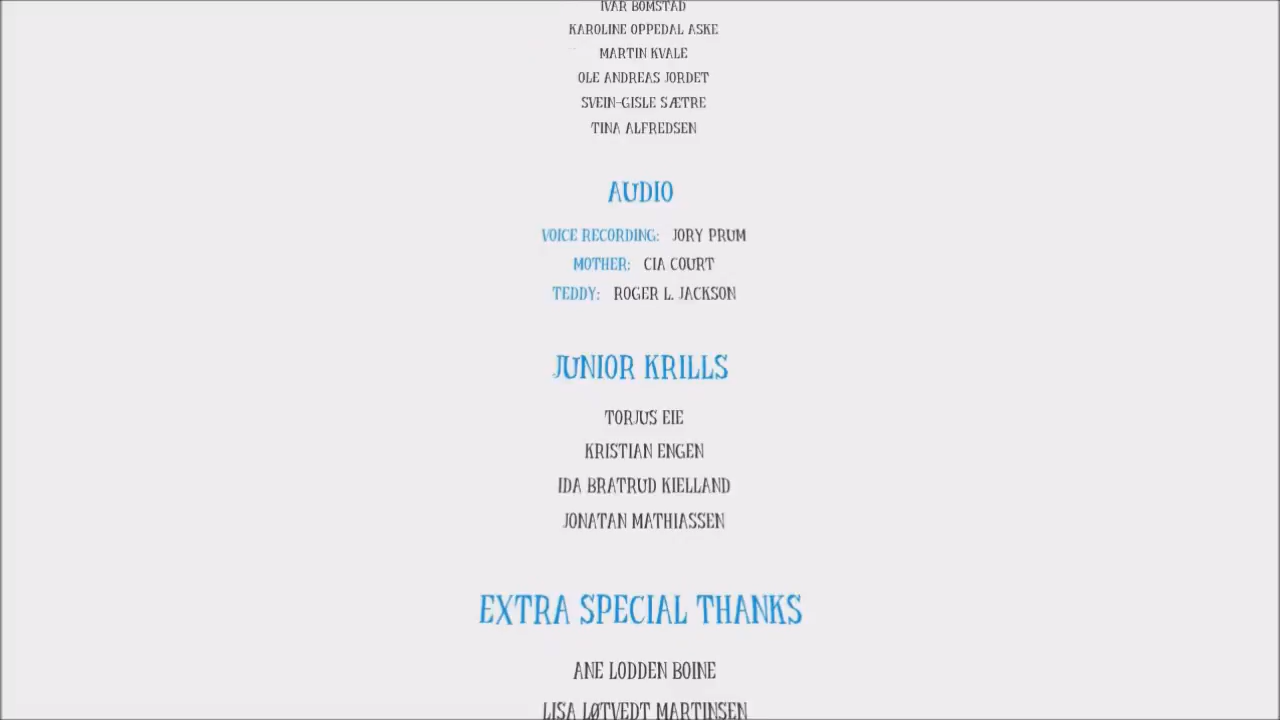 IVAR BOMSTAD
KAROLINE OPPEDAL ASKE
MARTIN KVALE
OLE ANDREAS JORDET
SVEIN-GISLE SÆTRE
TINA ALFREDSEN
AUDIO
VOICE RECORDING: JORY PRUM
MOTHER: CIA COURT
TEDDY: ROGER L. JACKSON
JUNIOR KRILLS
TORJUS EIE
KRISTIAN ENGEN
IDA BRATRUD KIELLAND
JONATAN MATHIASSEN
EXTRA SPECIAL THANKS
ANE LODDEN BOINE
LISA LØTVEDT MARTINSEN